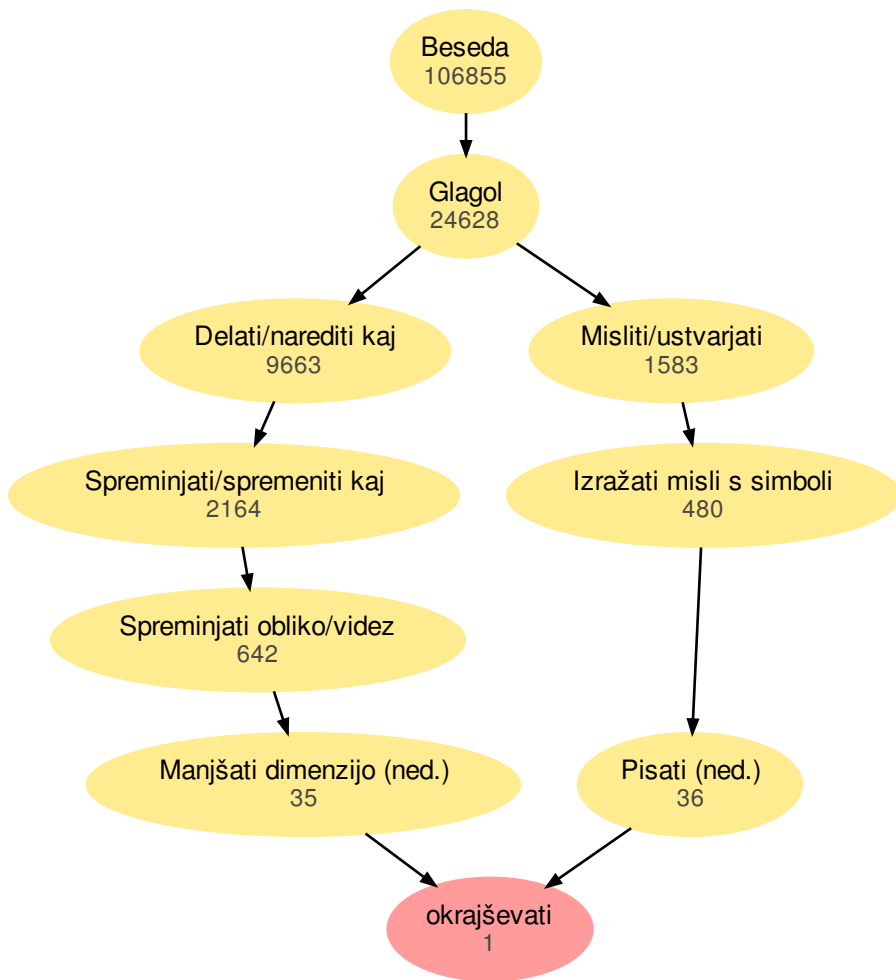 Beseda
106855
Glagol
24628
Delati/narediti kaj
9663
Misliti/ustvarjati
1583
Spreminjati/spremeniti kaj
2164
Izražati misli s simboli
480
Spreminjati obliko/videz
642
Manjšati dimenzijo (ned.)
35
Pisati (ned.)
36
okrajševati
1